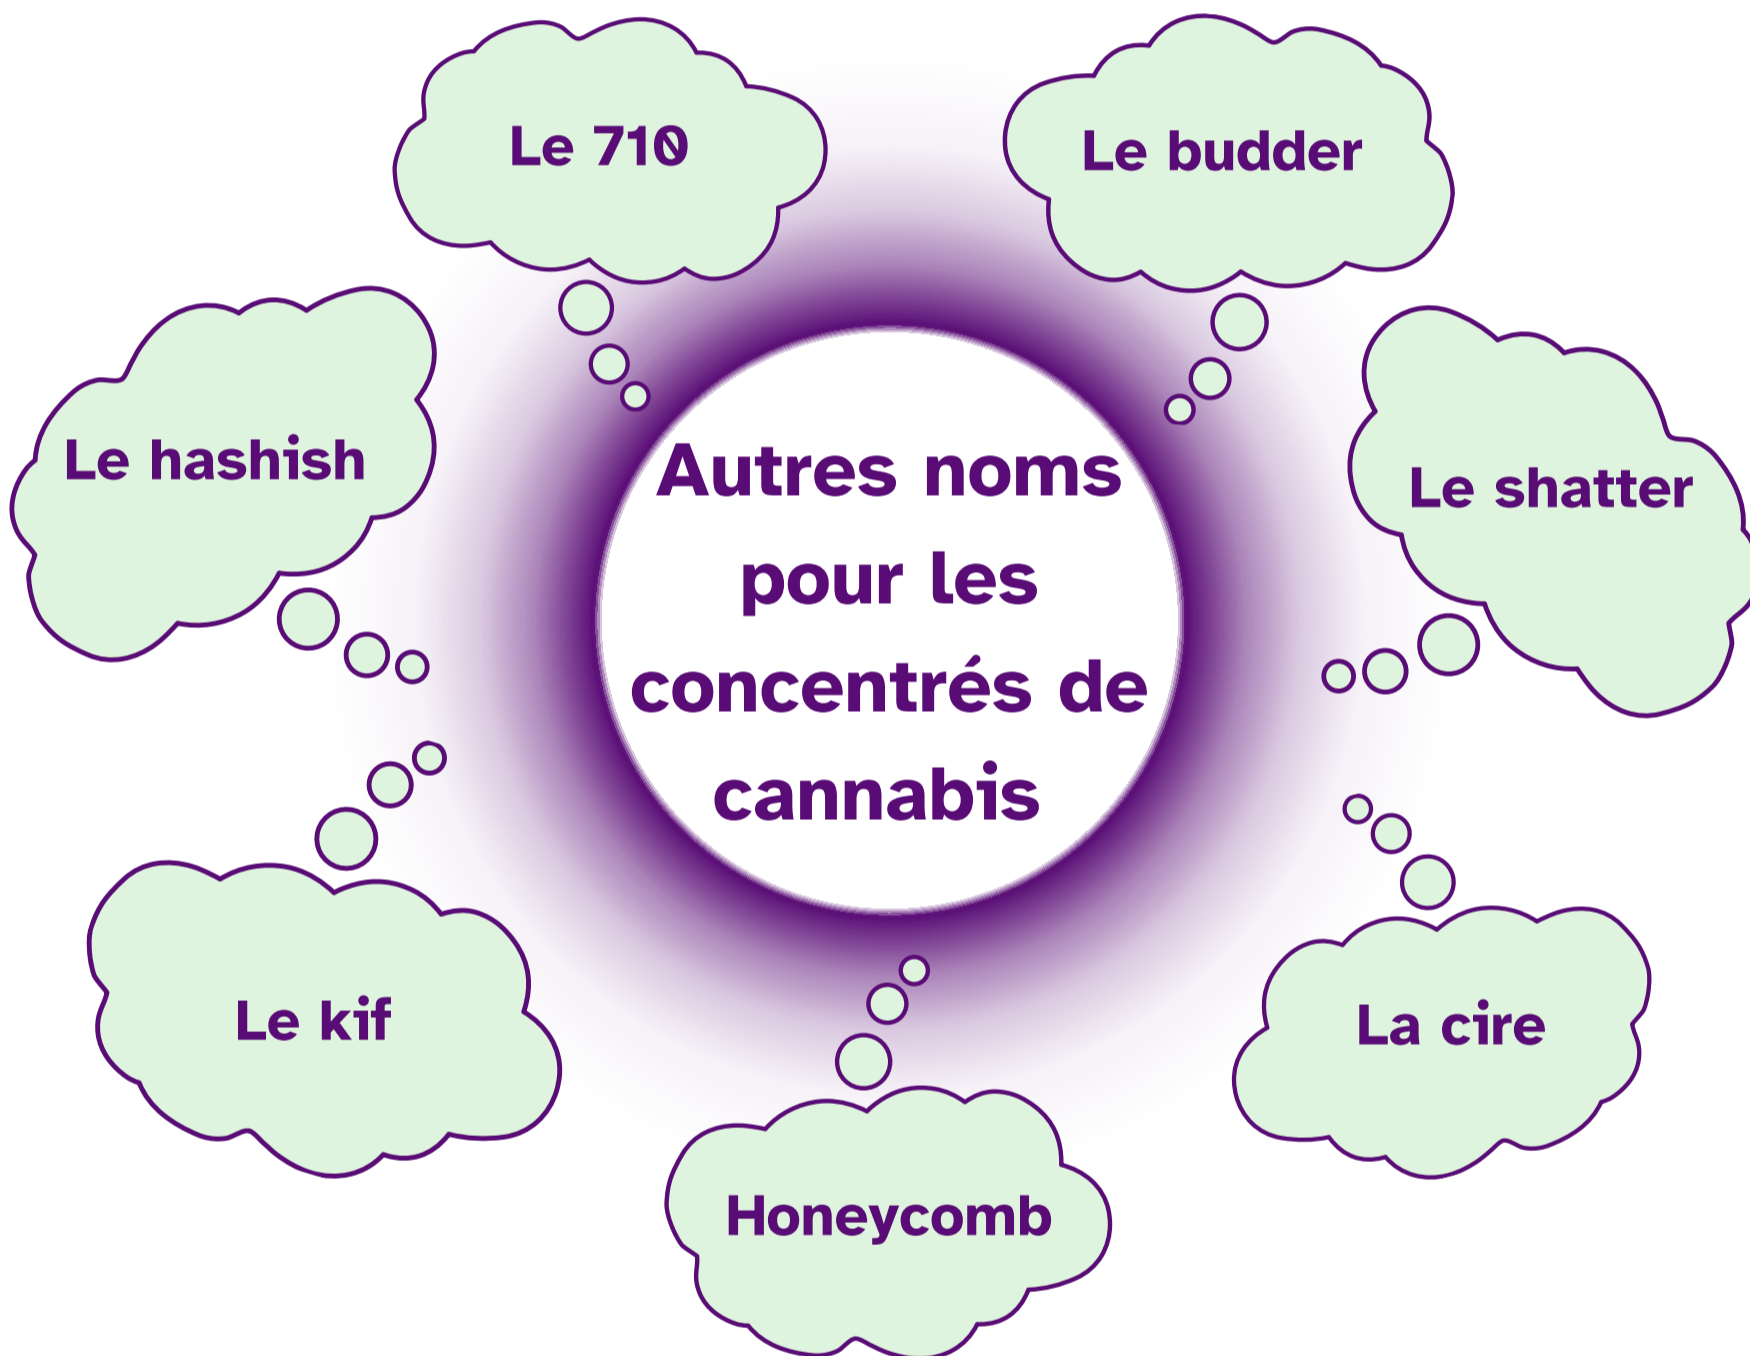 Le 710
Le budder
Le hashish
Le shatter
Autres noms
pour les
concentrés de
cannabis
Le kif
La cire
Honeycomb